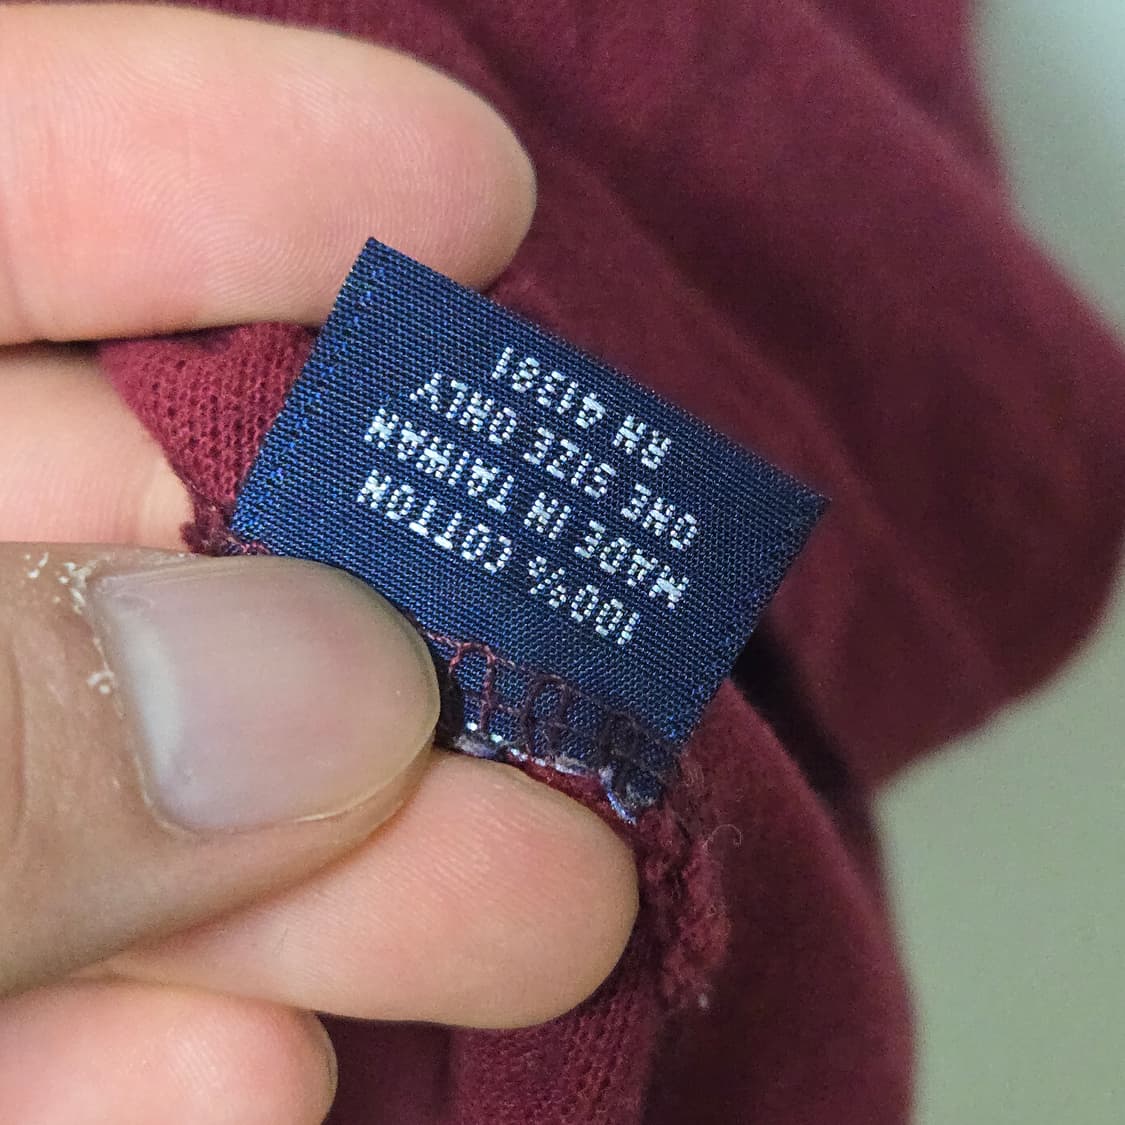 100% COTTON
MADE IN TAIWAN
ONE SIZE ONLY
RN 41381